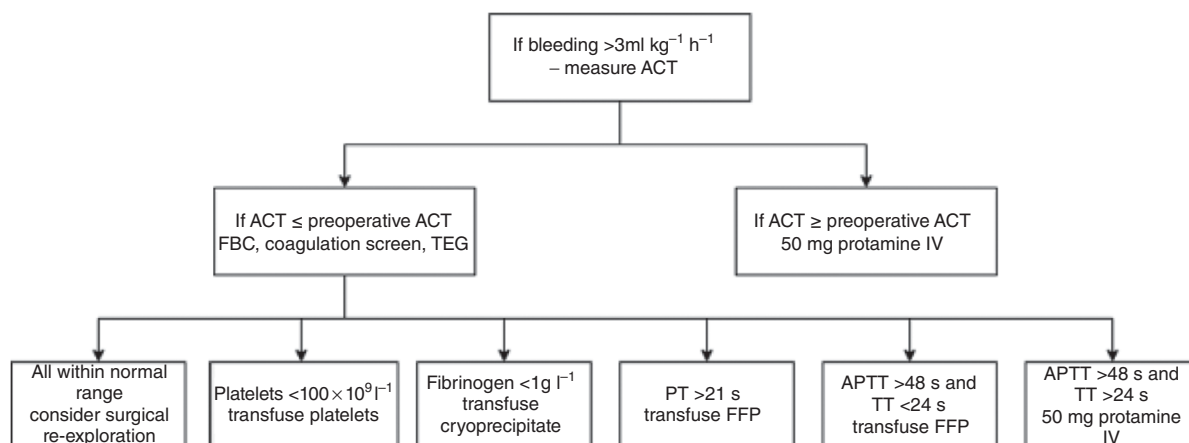 If bleeding >3ml kg⁻¹ h⁻¹
– measure ACT
If ACT ≤ preoperative ACT
FBC, coagulation screen, TEG
If ACT ≥ preoperative ACT
50 mg protamine IV
All within normal
range
consider surgical
re-exploration
Platelets <100×10⁹ l⁻¹
transfuse platelets
Fibrinogen <1g l⁻¹
transfuse
cryoprecipitate
PT >21 s
transfuse FFP
APTT >48 s and
TT <24 s
transfuse FFP
APTT >48 s and
TT >24 s
50 mg protamine
IV